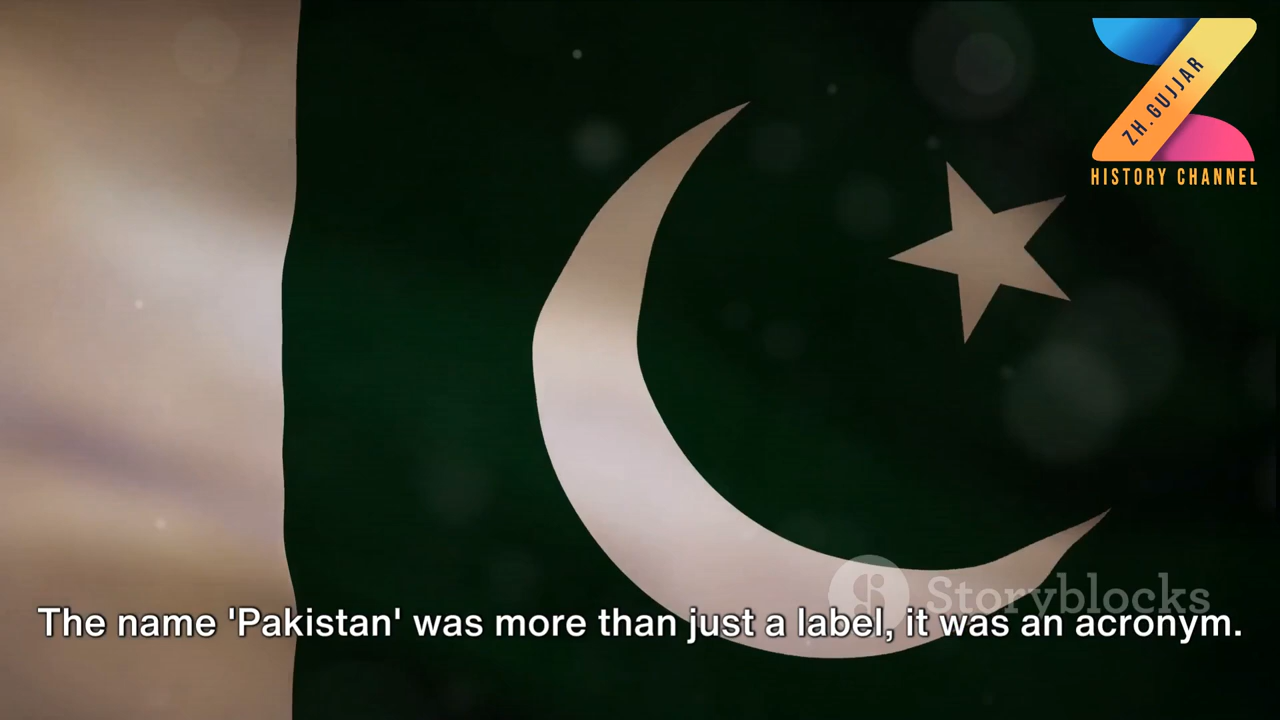 ZH.GUJJAR
HISTORY CHANNEL
Storyblocks
The name 'Pakistan' was more than just a label, it was an acronym.